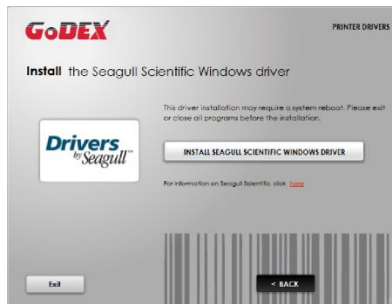 GoDEX
PRINTER DRIVERS
Install the Seagull Scientific Windows driver
This driver installation may require a system reboot. Please exit
or close all programs before the installation.
Drivers
by Seagull™
INSTALL SEAGULL SCIENTIFIC WINDOWS DRIVER
For information on Seagull Scientific, click here
Exit
< BACK